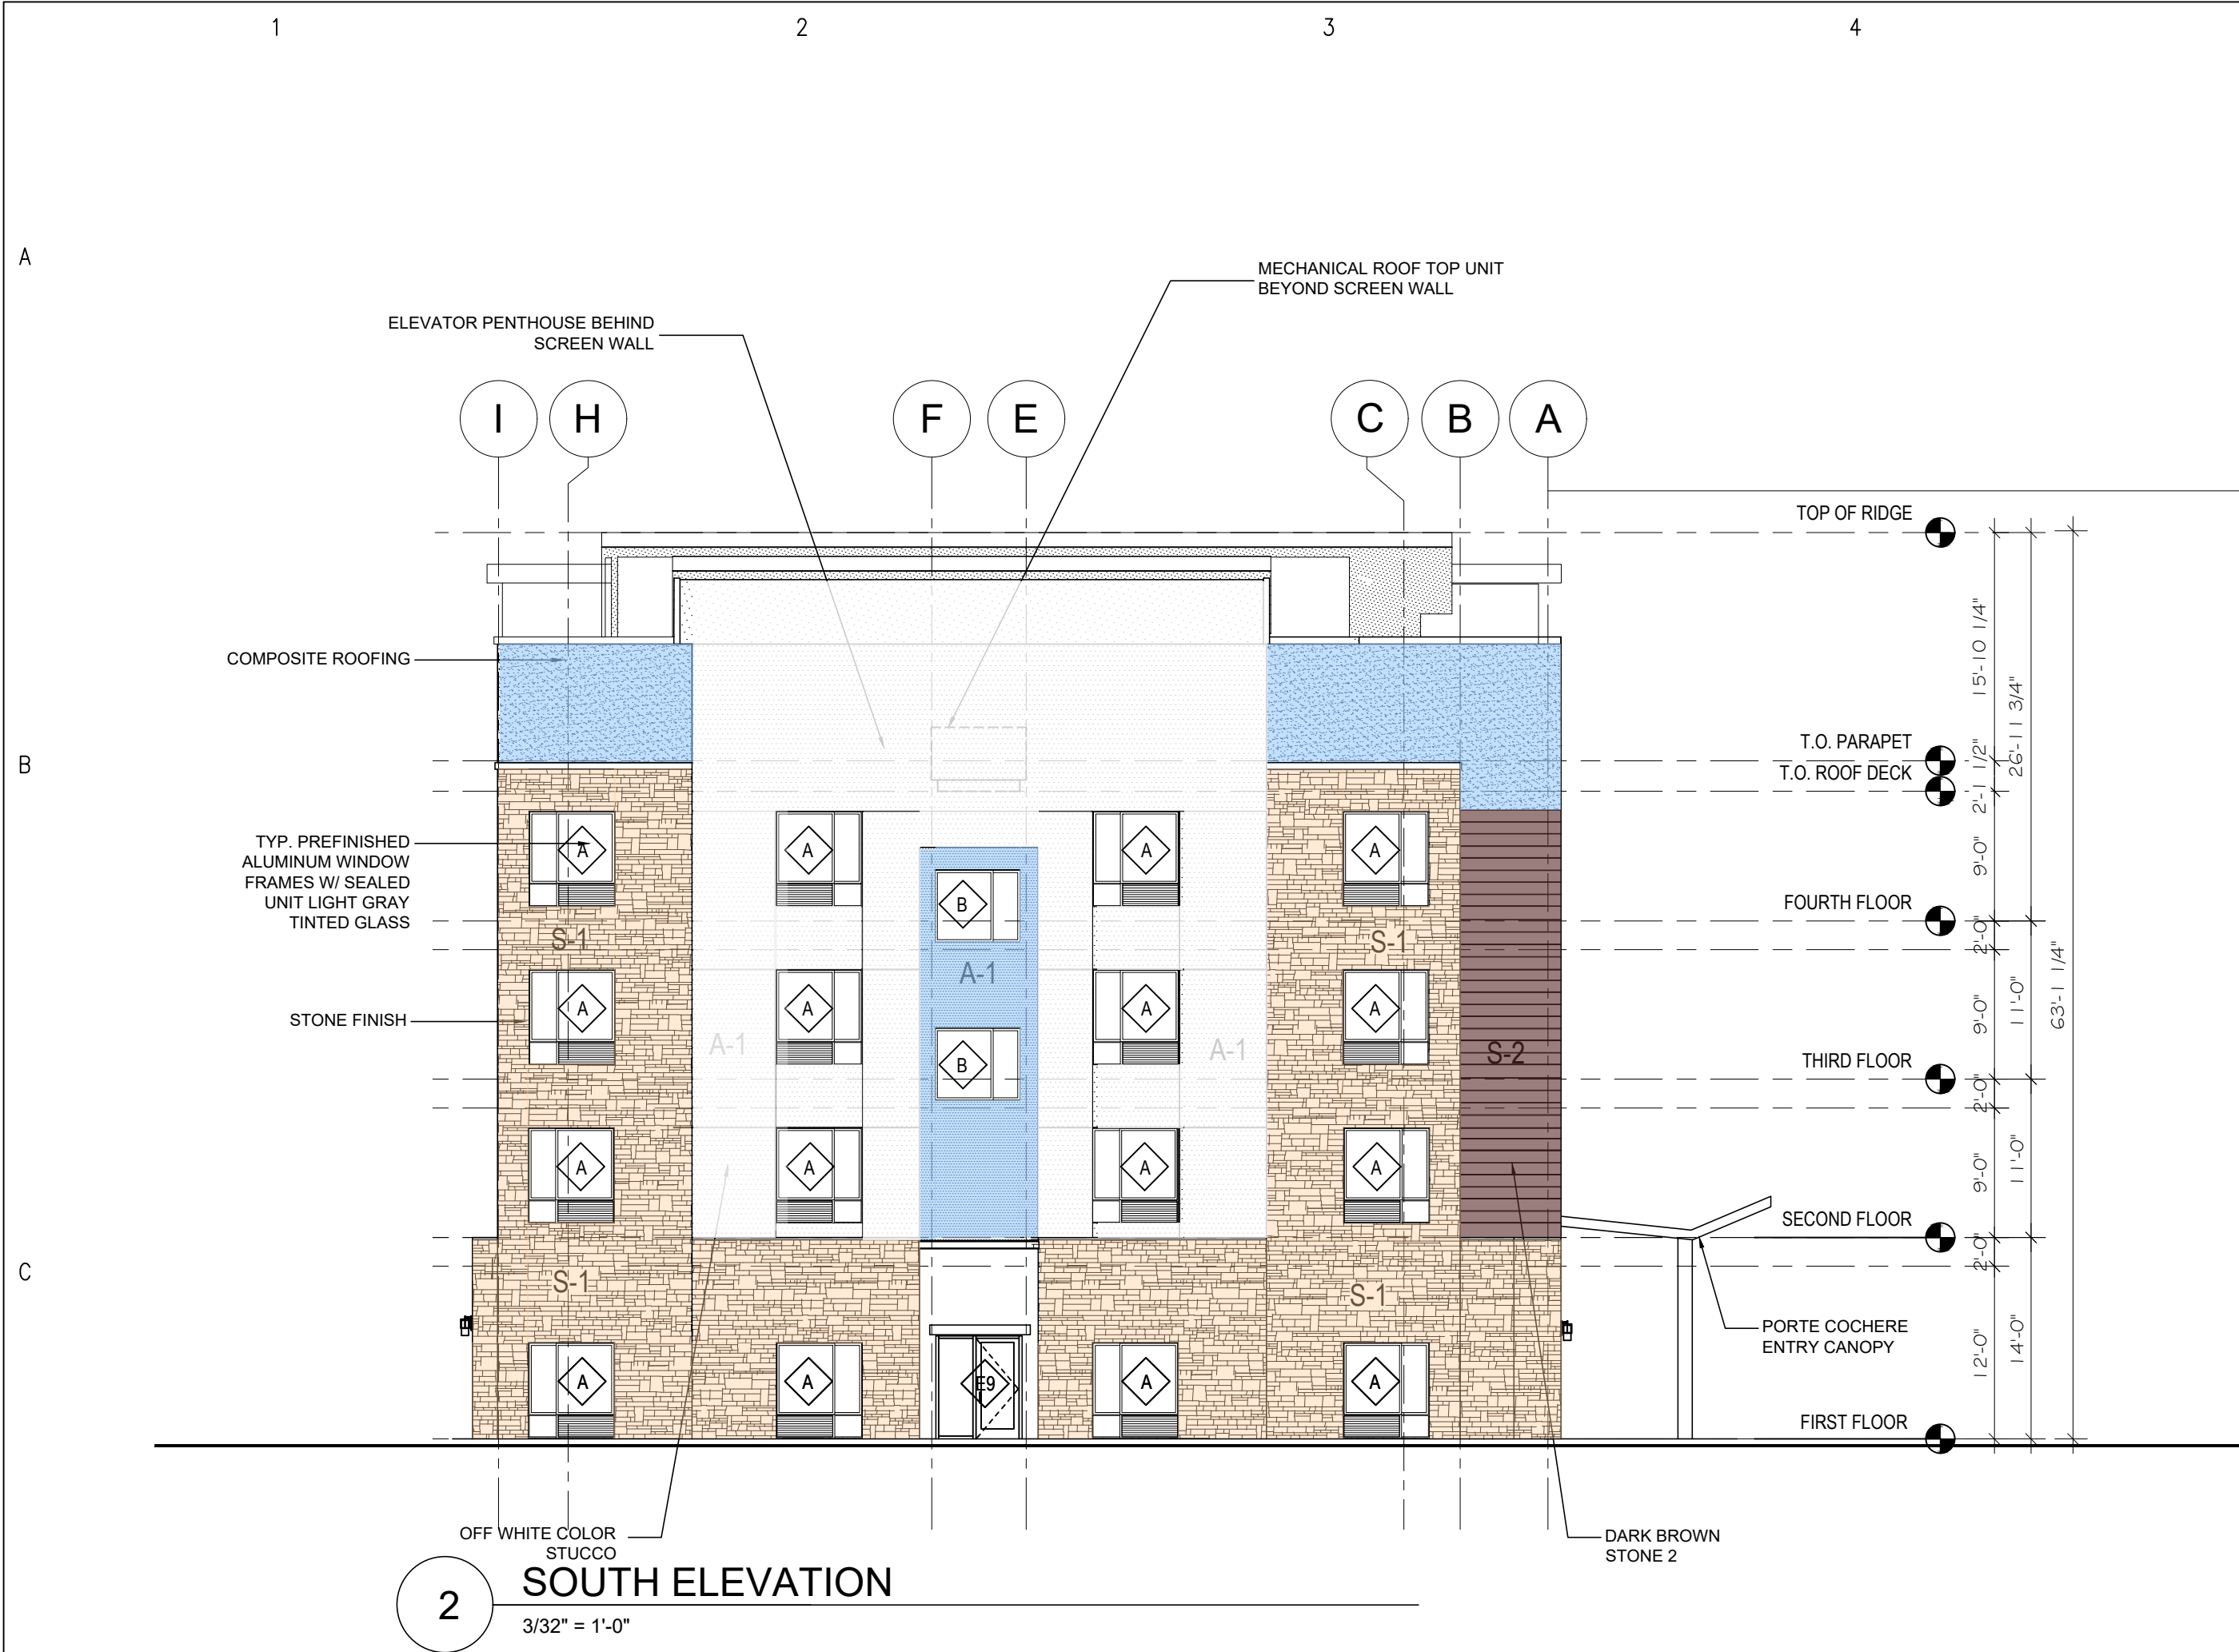 1
2
3
4
A
MECHANICAL ROOF TOP UNIT
BEYOND SCREEN WALL
ELEVATOR PENTHOUSE BEHIND
SCREEN WALL
I
H
F
E
C
B
A
TOP OF RIDGE
COMPOSITE ROOFING
15'-10 1/4"
26'-11 3/4"
B
T.O. PARAPET
T.O. ROOF DECK
2'-1 1/2"
TYP. PREFINISHED
ALUMINUM WINDOW
FRAMES W/ SEALED
UNIT LIGHT GRAY
TINTED GLASS
A
A
A
A
9'-0"
B
FOURTH FLOOR
S-1
S-1
2'-0"
A-1
STONE FINISH
A
A
A
A
9'-0"
11'-0"
63'-1 1/4"
A-1
A-1
S-2
B
THIRD FLOOR
2'-0"
A
A
A
A
9'-0"
11'-0"
SECOND FLOOR
2'-0"
C
S-1
S-1
PORTE COCHERE
ENTRY CANOPY
12'-0"
14'-0"
A
A
E9
A
A
FIRST FLOOR
OFF WHITE COLOR
STUCCO
DARK BROWN
STONE 2
2
SOUTH ELEVATION
3/32" = 1'-0"